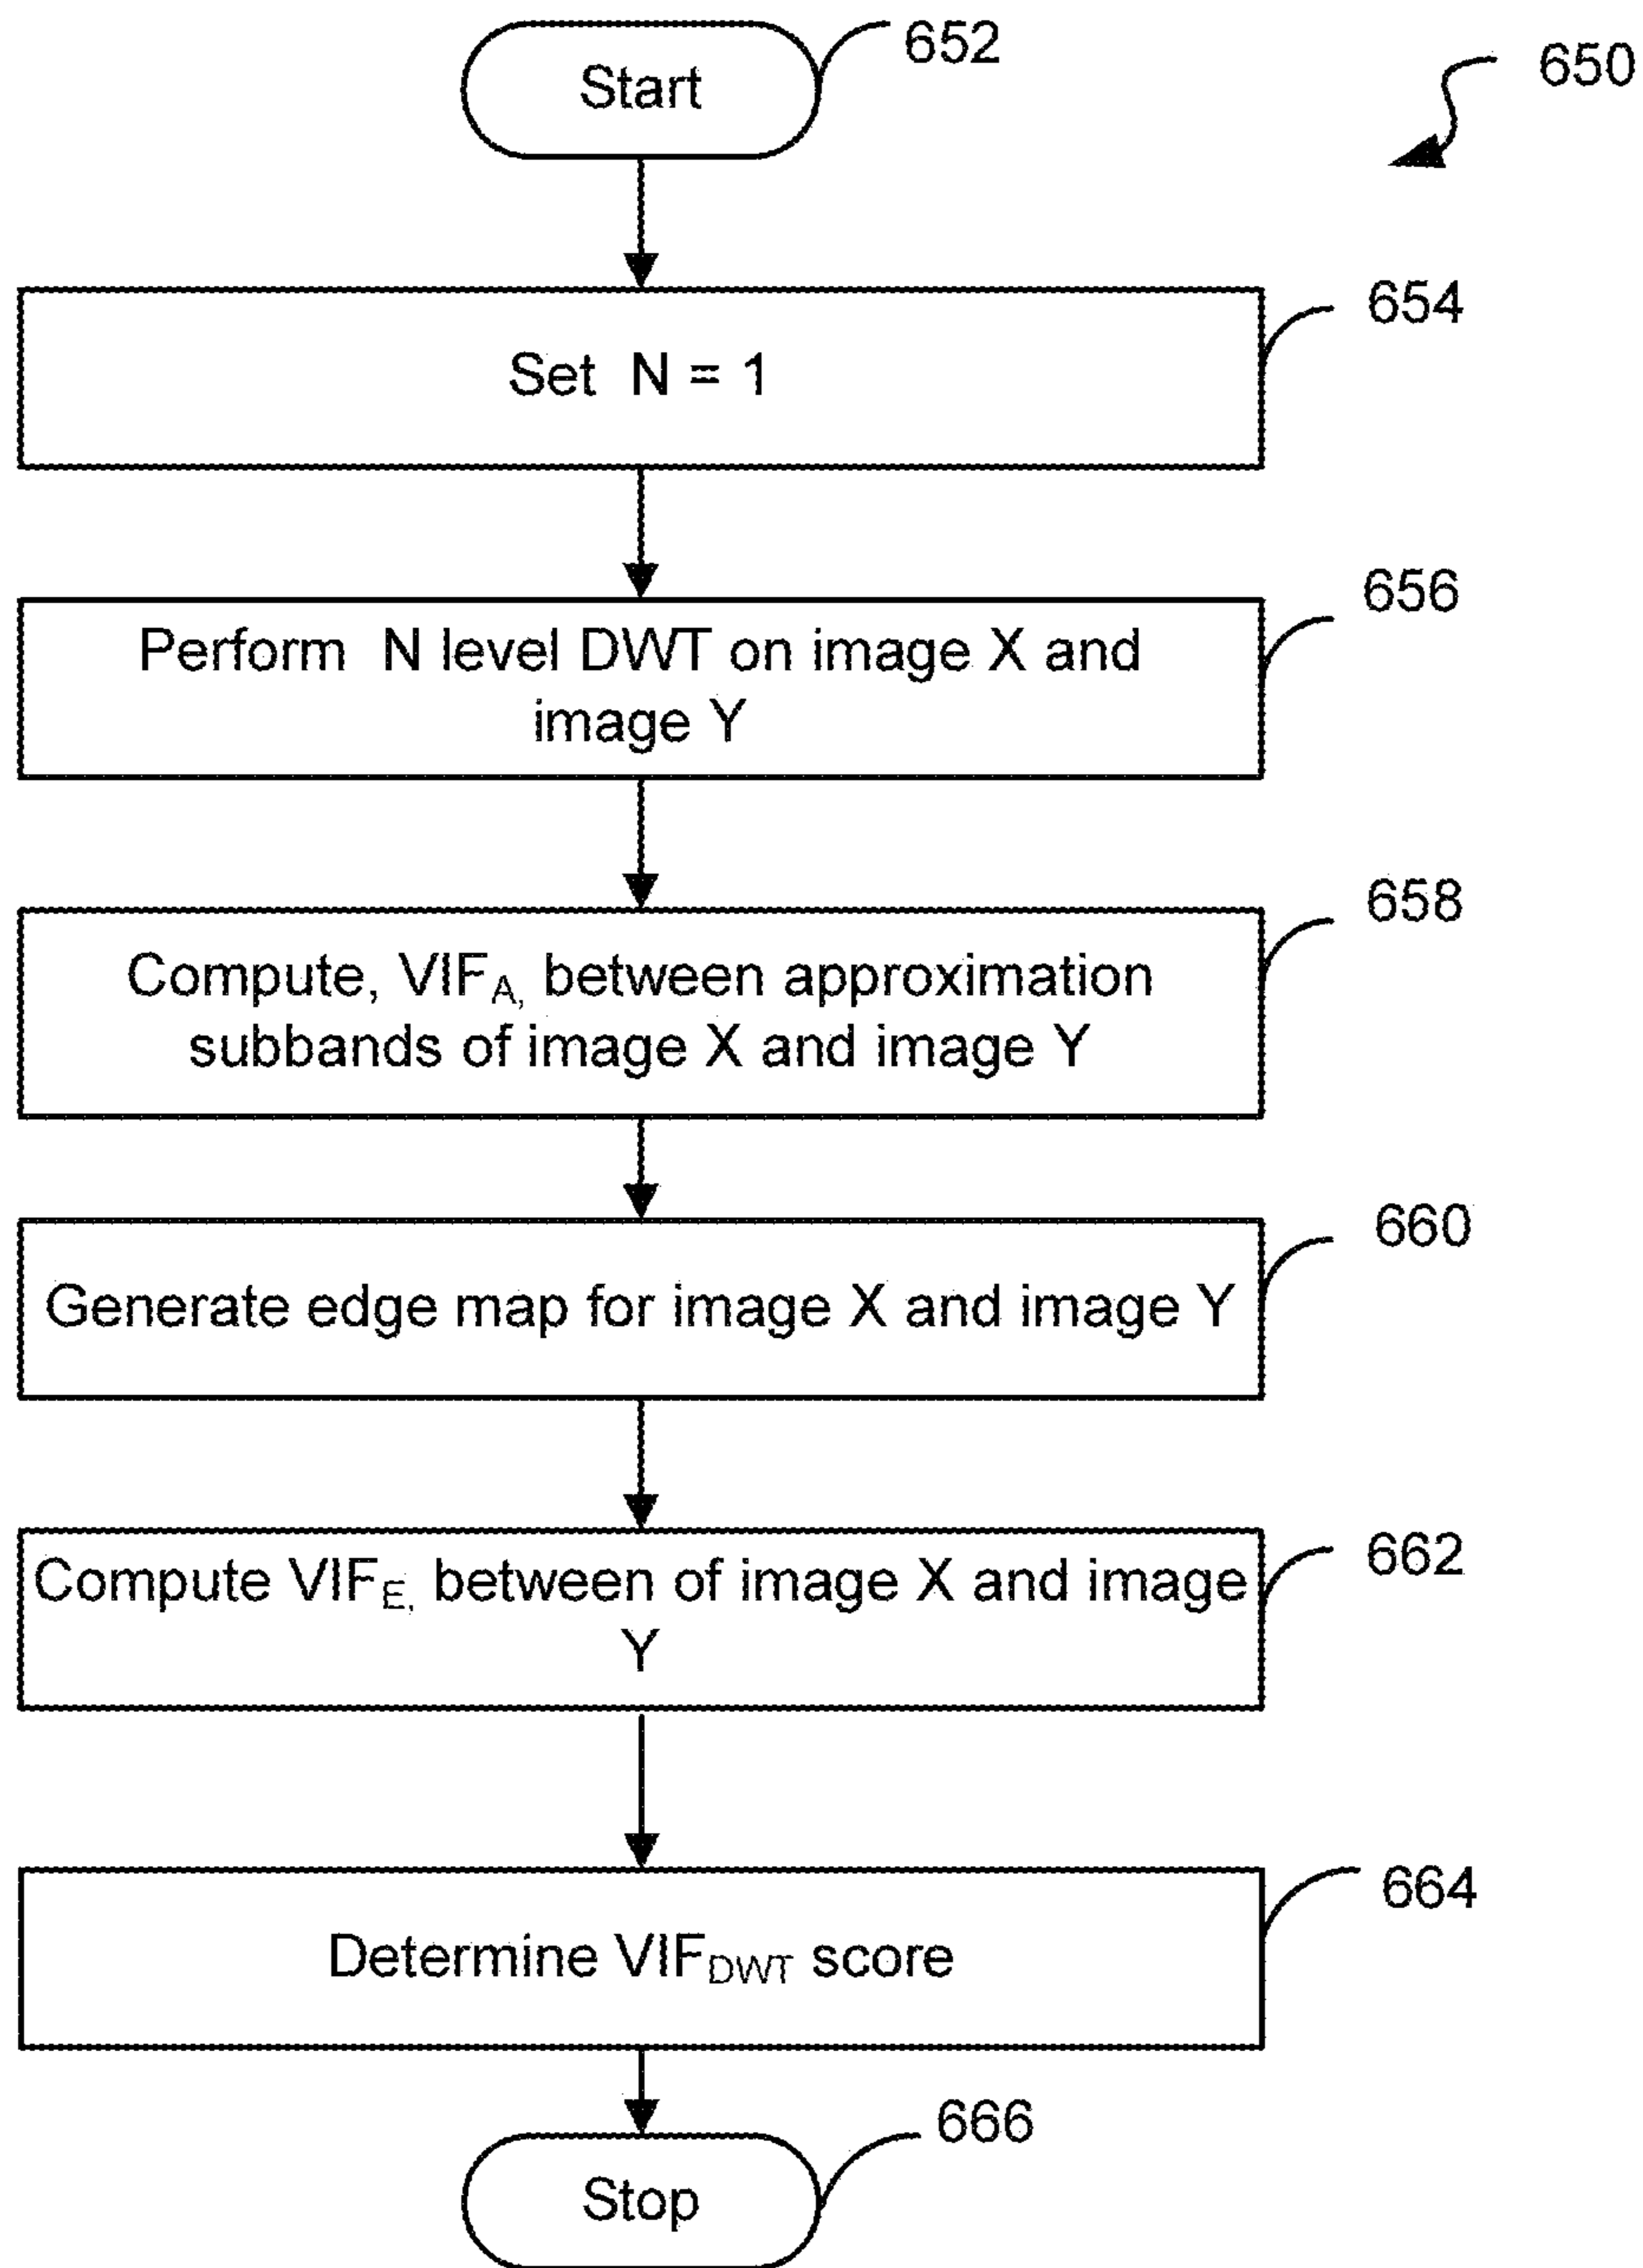 Start
652
650
Set N = 1
654
Perform N level DWT on image X and
image Y
656
Compute, VIFA, between approximation
subbands of image X and image Y
658
Generate edge map for image X and image Y
660
Compute VIFE, between of image X and image
Y
662
Determine VIFDWT score
664
Stop
666